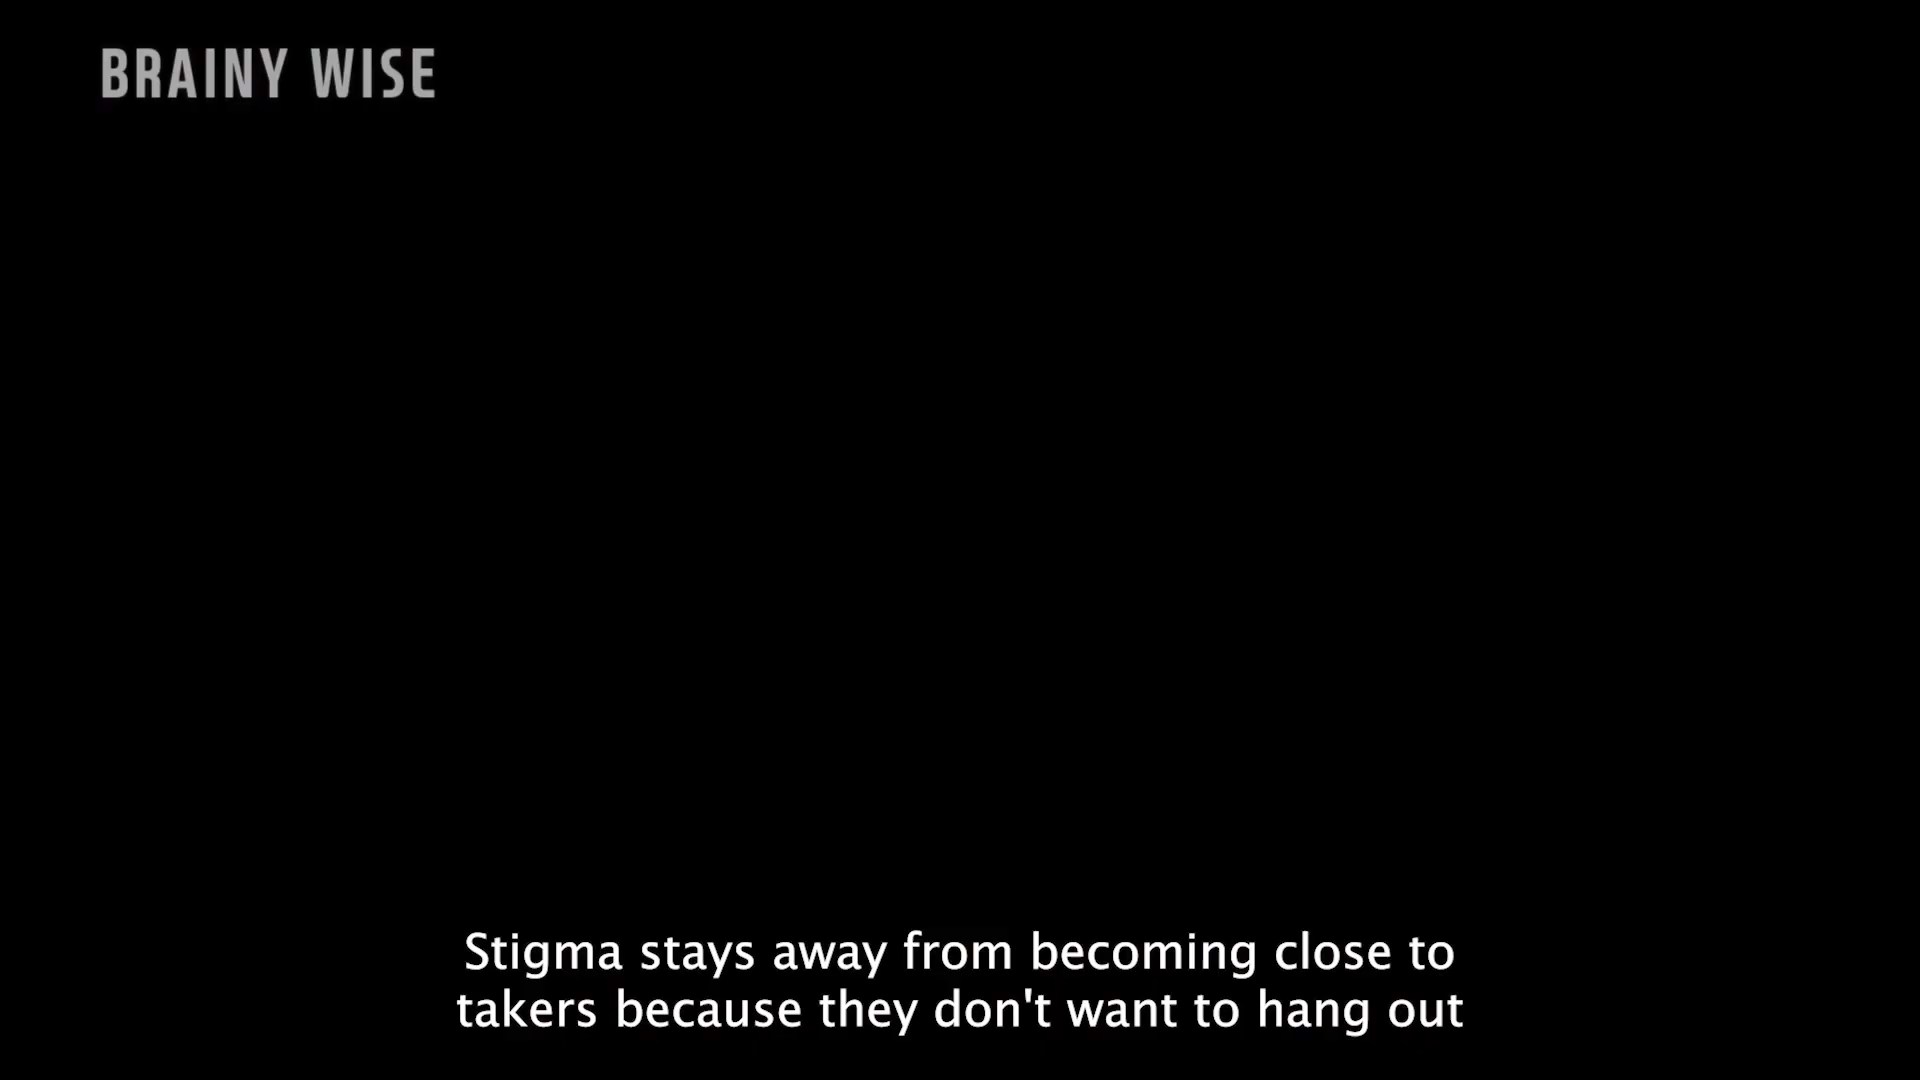 BRAINY WISE
Stigma stays away from becoming close to
takers because they don't want to hang out